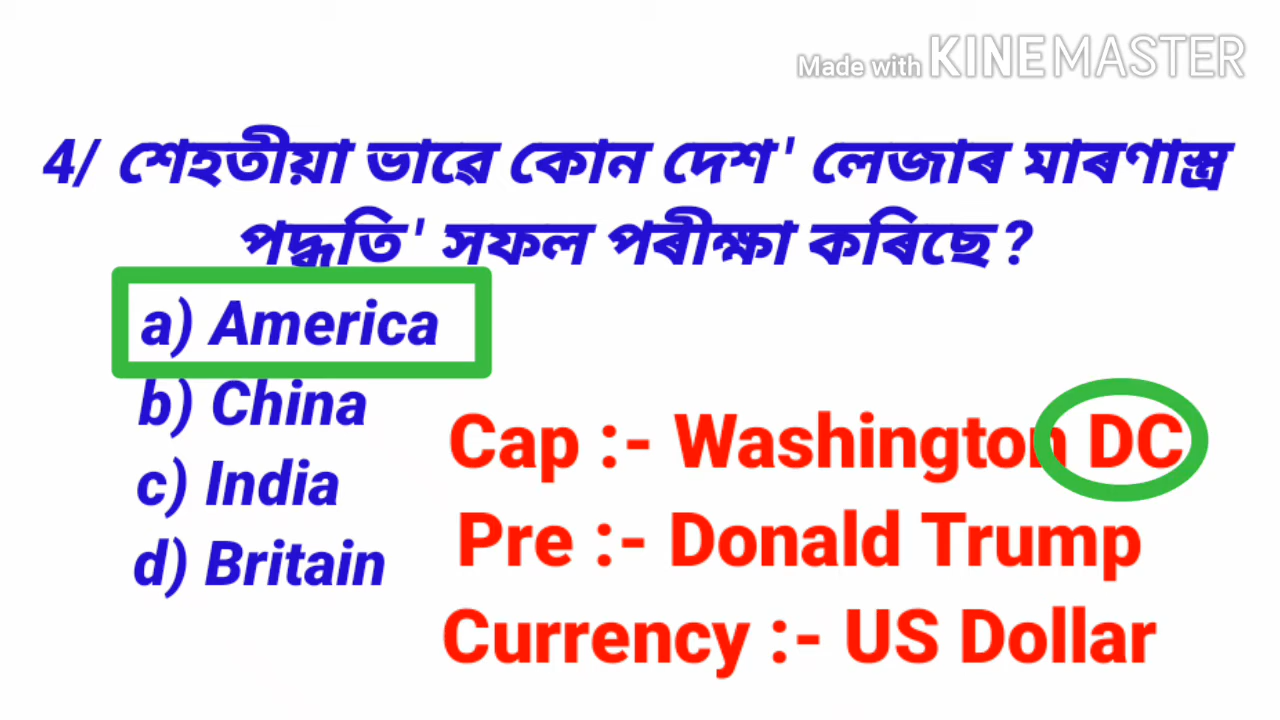 Made with KINEMASTER
4/ শেহতীয়া ভাৱে কোন দেশ' লেজাৰ মাৰণাস্ত্ৰ
পদ্ধতি' সফল পৰীক্ষা কৰিছে?
a) America
b) China
c) India
d) Britain
Cap :- Washington DC
Pre :- Donald Trump
Currency :- US Dollar